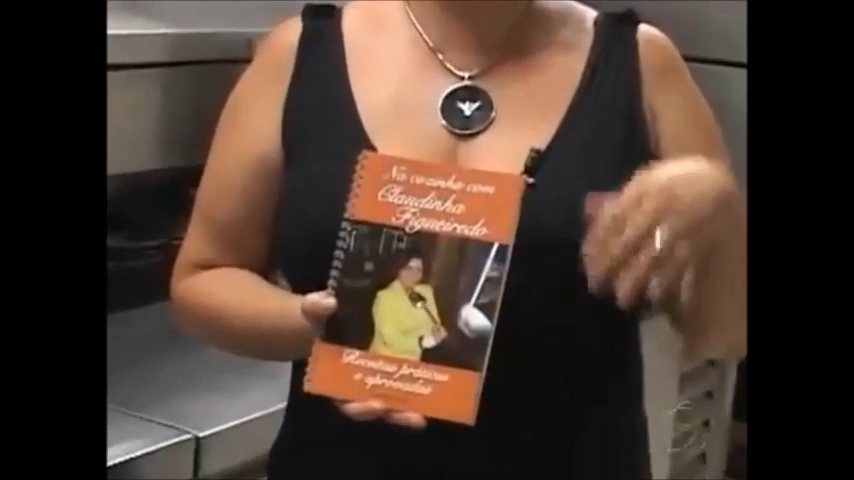 Na cozinha com
Claudinha
Figueiredo
Receitas práticas
e aprovadas